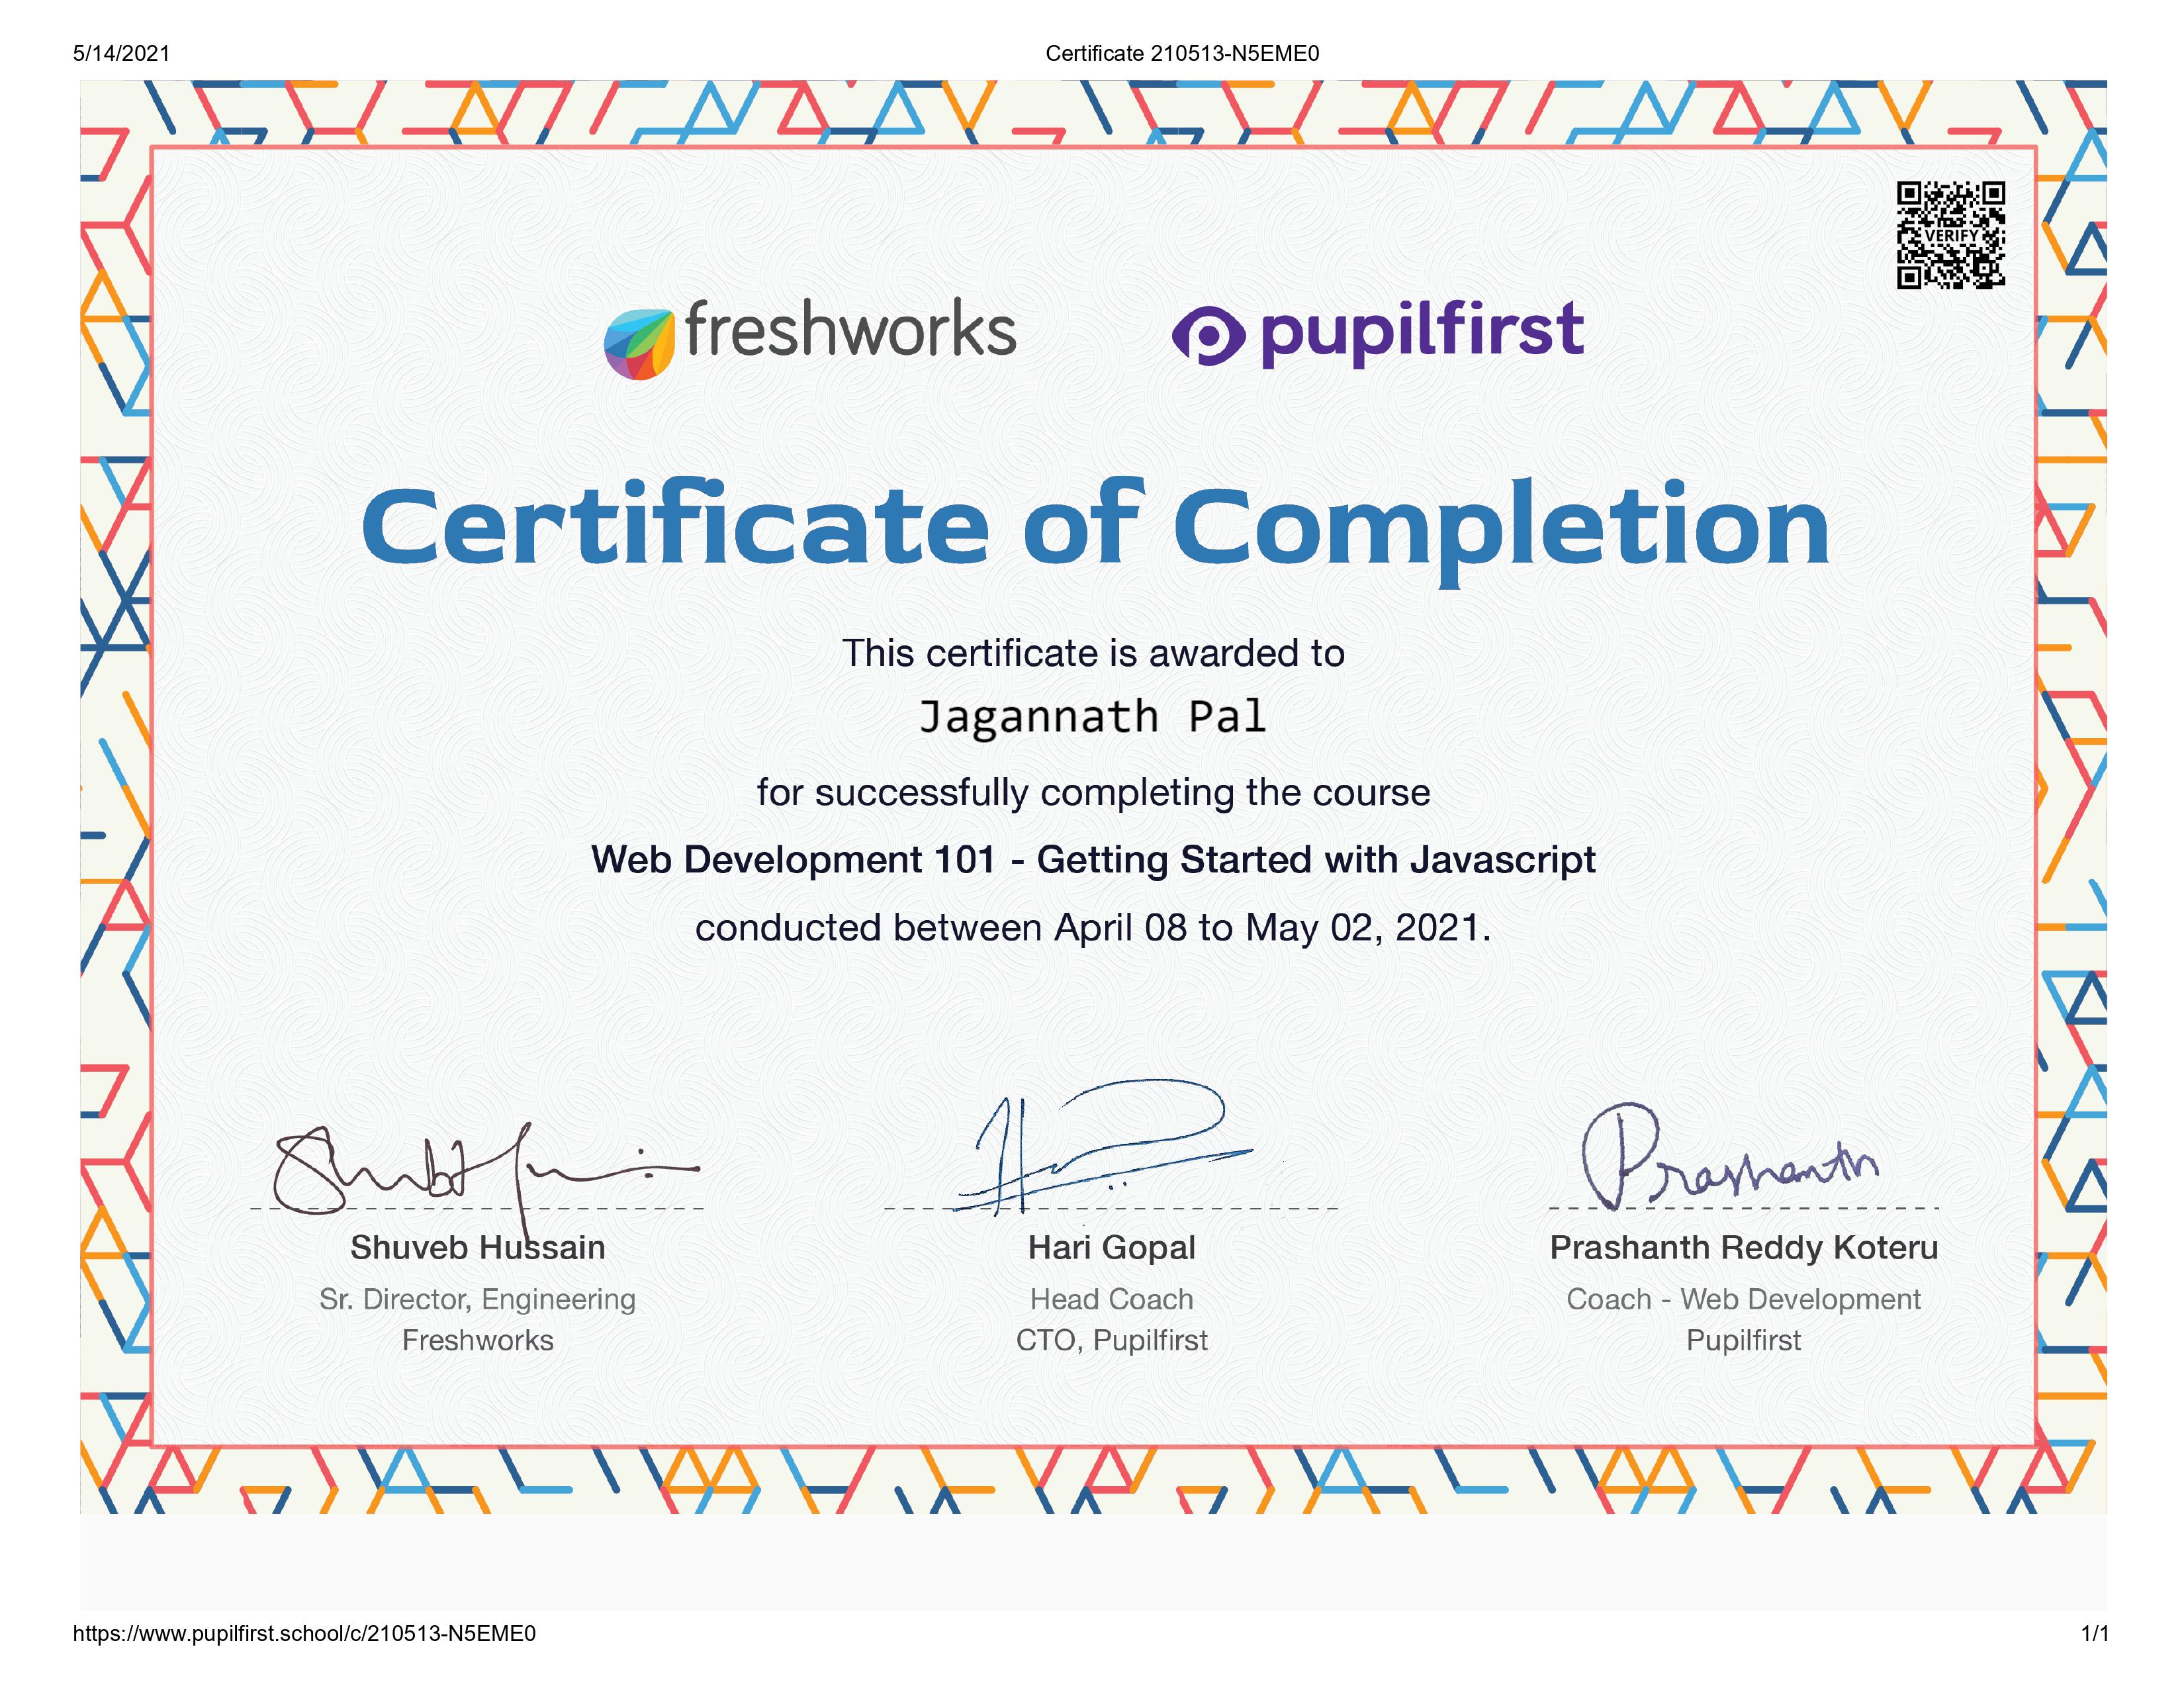 5/14/2021
Certificate 210513-N5EME0
VERIFY
freshworks
pupilfirst
Certificate of Completion
This certificate is awarded to
Jagannath Pal
for successfully completing the course
Web Development 101 - Getting Started with Javascript
conducted between April 08 to May 02, 2021.
Prashanth
Shuveb Hussain
Hari Gopal
Prashanth Reddy Koteru
Sr. Director, Engineering
Head Coach
Coach - Web Development
Freshworks
CTO, Pupilfirst
Pupilfirst
https://www.pupilfirst.school/c/210513-N5EME0
1/1